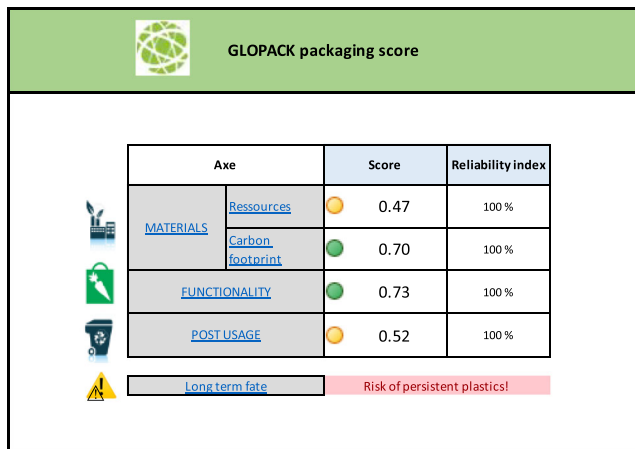 GLOPACK packaging score
Axe Score Reliability index
MATERIALS Ressources 0.47 100 %
Carbon
footprint 0.70 100 %
FUNCTIONALITY 0.73 100 %
POST USAGE 0.52 100 %
Long term fate Risk of persistent plastics!